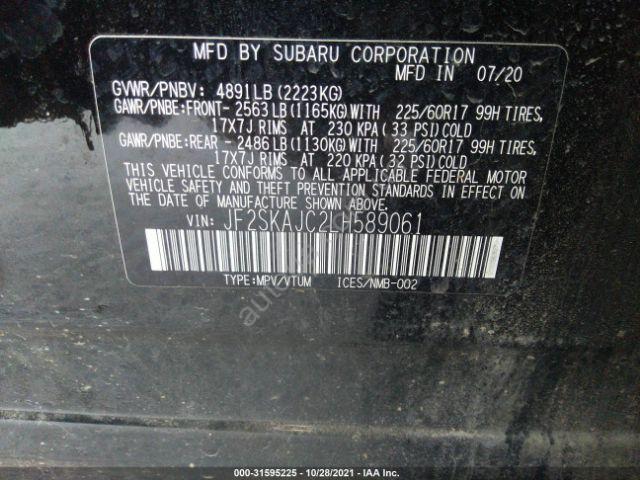 MFD BY SUBARU CORPORATION
MFD IN 07/20
GVWR/PNBV: 4891LB (2223KG)
GAWR/PNBE:FRONT- 2563LB (1165KG) WITH 225/60R17 99H TIRES,
17X7J RIMS AT 230 KPA (33 PSI)COLD
GAWR/PNBE:REAR - 2486LB (1130KG) WITH 225/60R17 99H TIRES,
17X7J RIMS AT 220 KPA (32 PSI)COLD
THIS VEHICLE CONFORMS TO ALL APPLICABLE FEDERAL MOTOR
VEHICLE SAFETY AND THEFT PREVENTION STANDARDS IN EFFECT ON
THE DATE OF MANUFACTURE SHOWN ABOVE.
VIN: JF2SKAJC2LH589061
TYPE:MPV/VTUM ICES/NMB-002
000-31595225 - 10/28/2021 - IAA Inc.